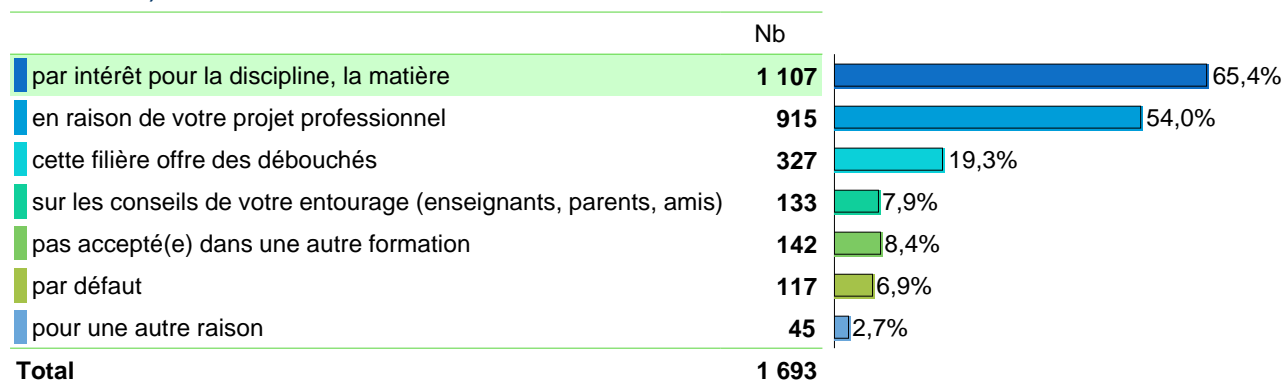 Nb
par intérêt pour la discipline, la matière 1 107 65,4%
en raison de votre projet professionnel 915 54,0%
cette filière offre des débouchés 327 19,3%
sur les conseils de votre entourage (enseignants, parents, amis) 133 7,9%
pas accepté(e) dans une autre formation 142 8,4%
par défaut 117 6,9%
pour une autre raison 45 2,7%
Total 1 693